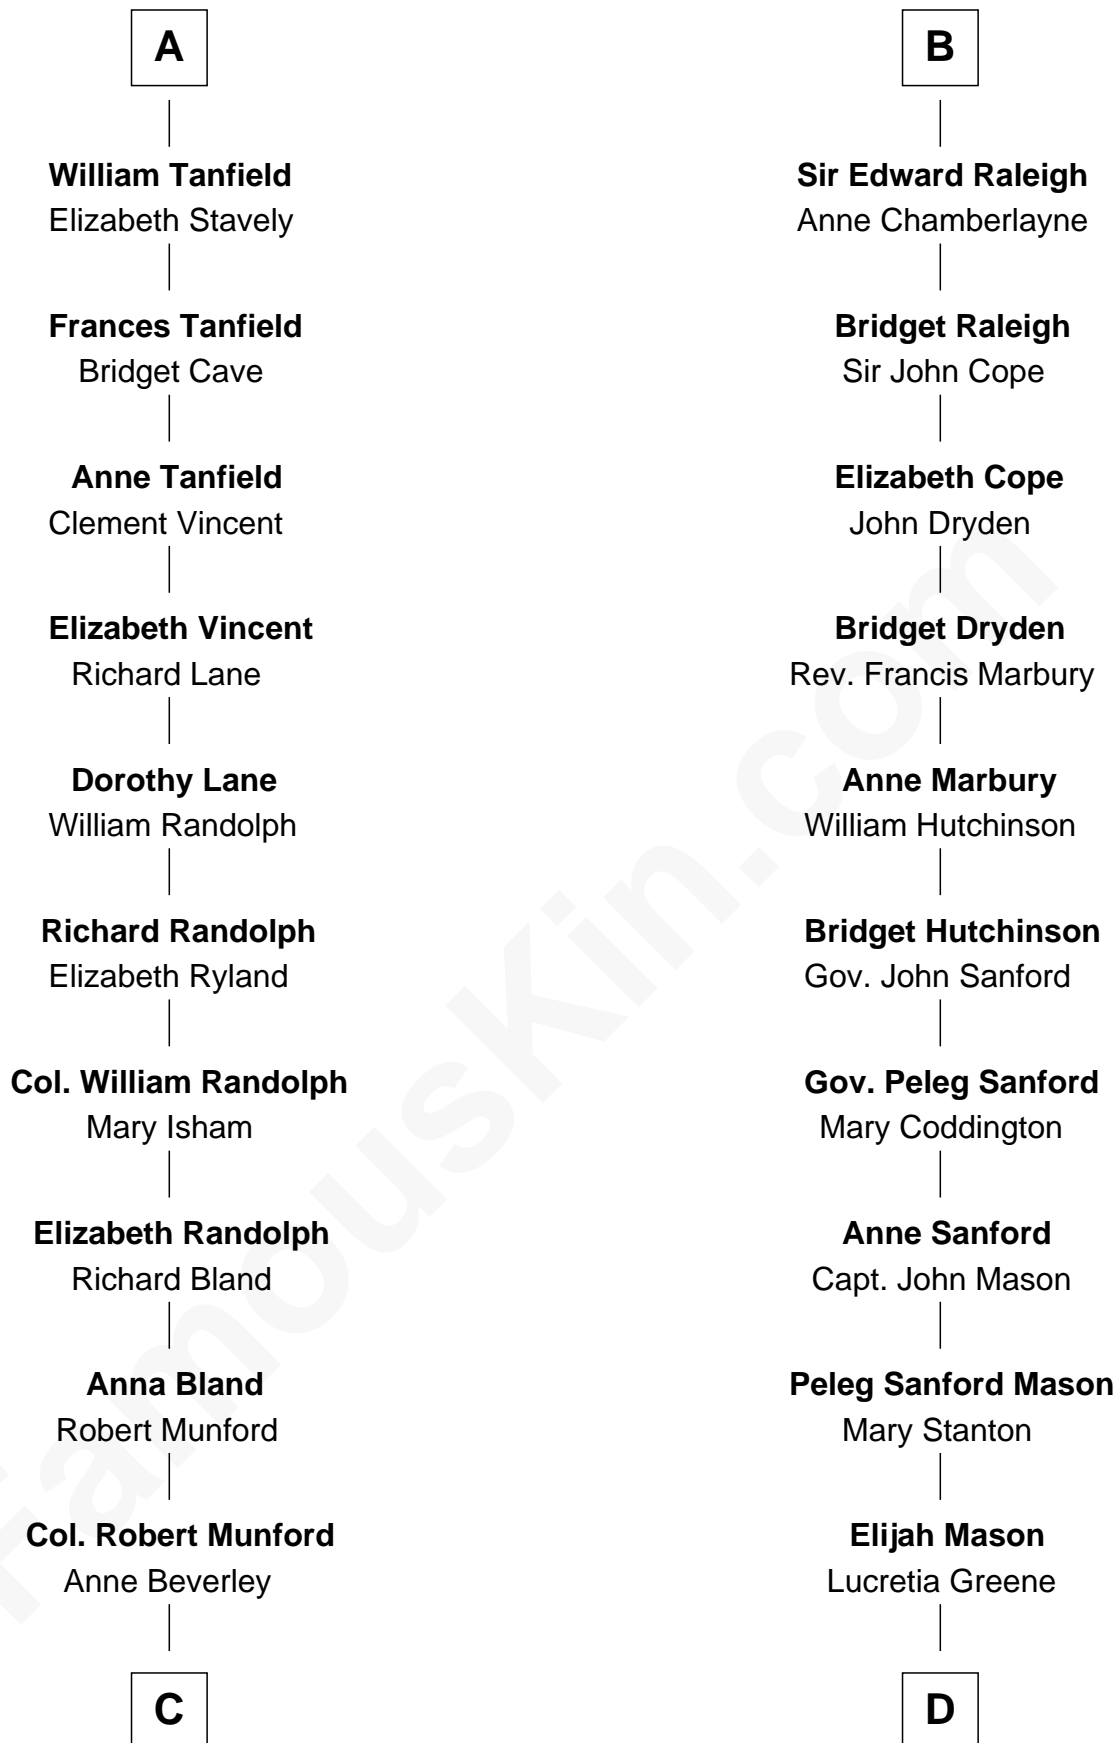 A
William Tanfield
Elizabeth Stavely
Frances Tanfield
Bridget Cave
Anne Tanfield
Clement Vincent
Elizabeth Vincent
Richard Lane
Dorothy Lane
William Randolph
Richard Randolph
Elizabeth Ryland
Col. William Randolph
Mary Isham
Elizabeth Randolph
Richard Bland
Anna Bland
Robert Munford
Col. Robert Munford
Anne Beverley
C
B
Sir Edward Raleigh
Anne Chamberlayne
Bridget Raleigh
Sir John Cope
Elizabeth Cope
John Dryden
Bridget Dryden
Rev. Francis Marbury
Anne Marbury
William Hutchinson
Bridget Hutchinson
Gov. John Sanford
Gov. Peleg Sanford
Mary Coddington
Anne Sanford
Capt. John Mason
Peleg Sanford Mason
Mary Stanton
Elijah Mason
Lucretia Greene
D
FamousKin.com